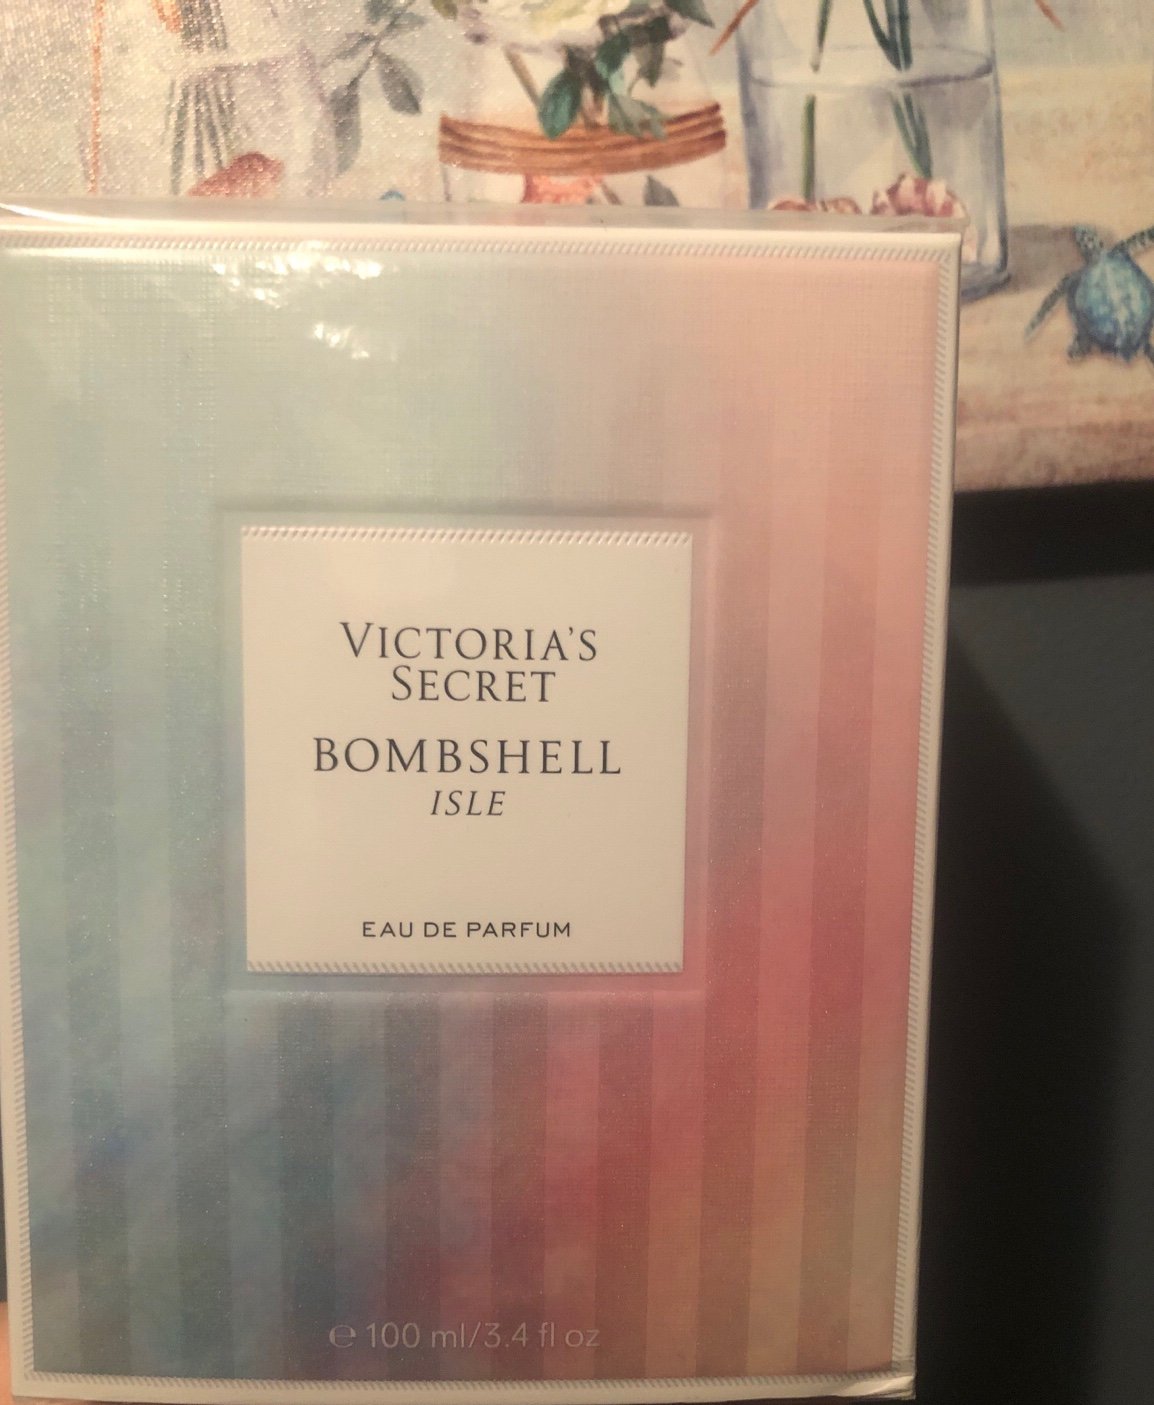 VICTORIA'S
SECRET
BOMBSHELL
ISLE
EAU DE PARFUM
℮ 100 ml/3.4 fl oz